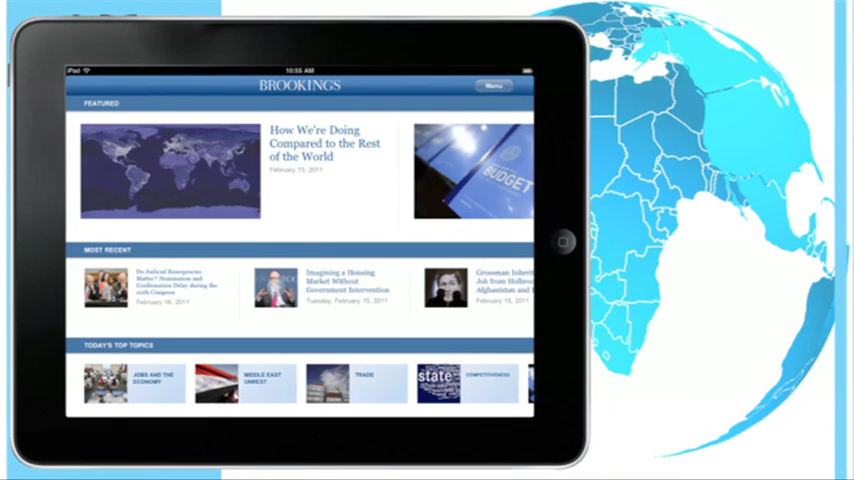 iPad
10:55 AM
BROOKINGS
Menu
FEATURED
How We're Doing
Compared to the Rest
of the World
February 13, 2011
BUDGET
MOST RECENT
Do Judicial Emergencies
Matter? Nomination and
Confirmation Delay during the
111th Congress
February 16, 2011
Imagining a Housing
Market Without
Government Intervention
Tuesday, February 15, 2011
Grossman Inherit
Job from Holbroo
Afghanistan and
February 15, 2011
TODAY'S TOP TOPICS
JOBS AND THE
ECONOMY
MIDDLE EAST
UNREST
TRADE
state
COMPETITIVENESS